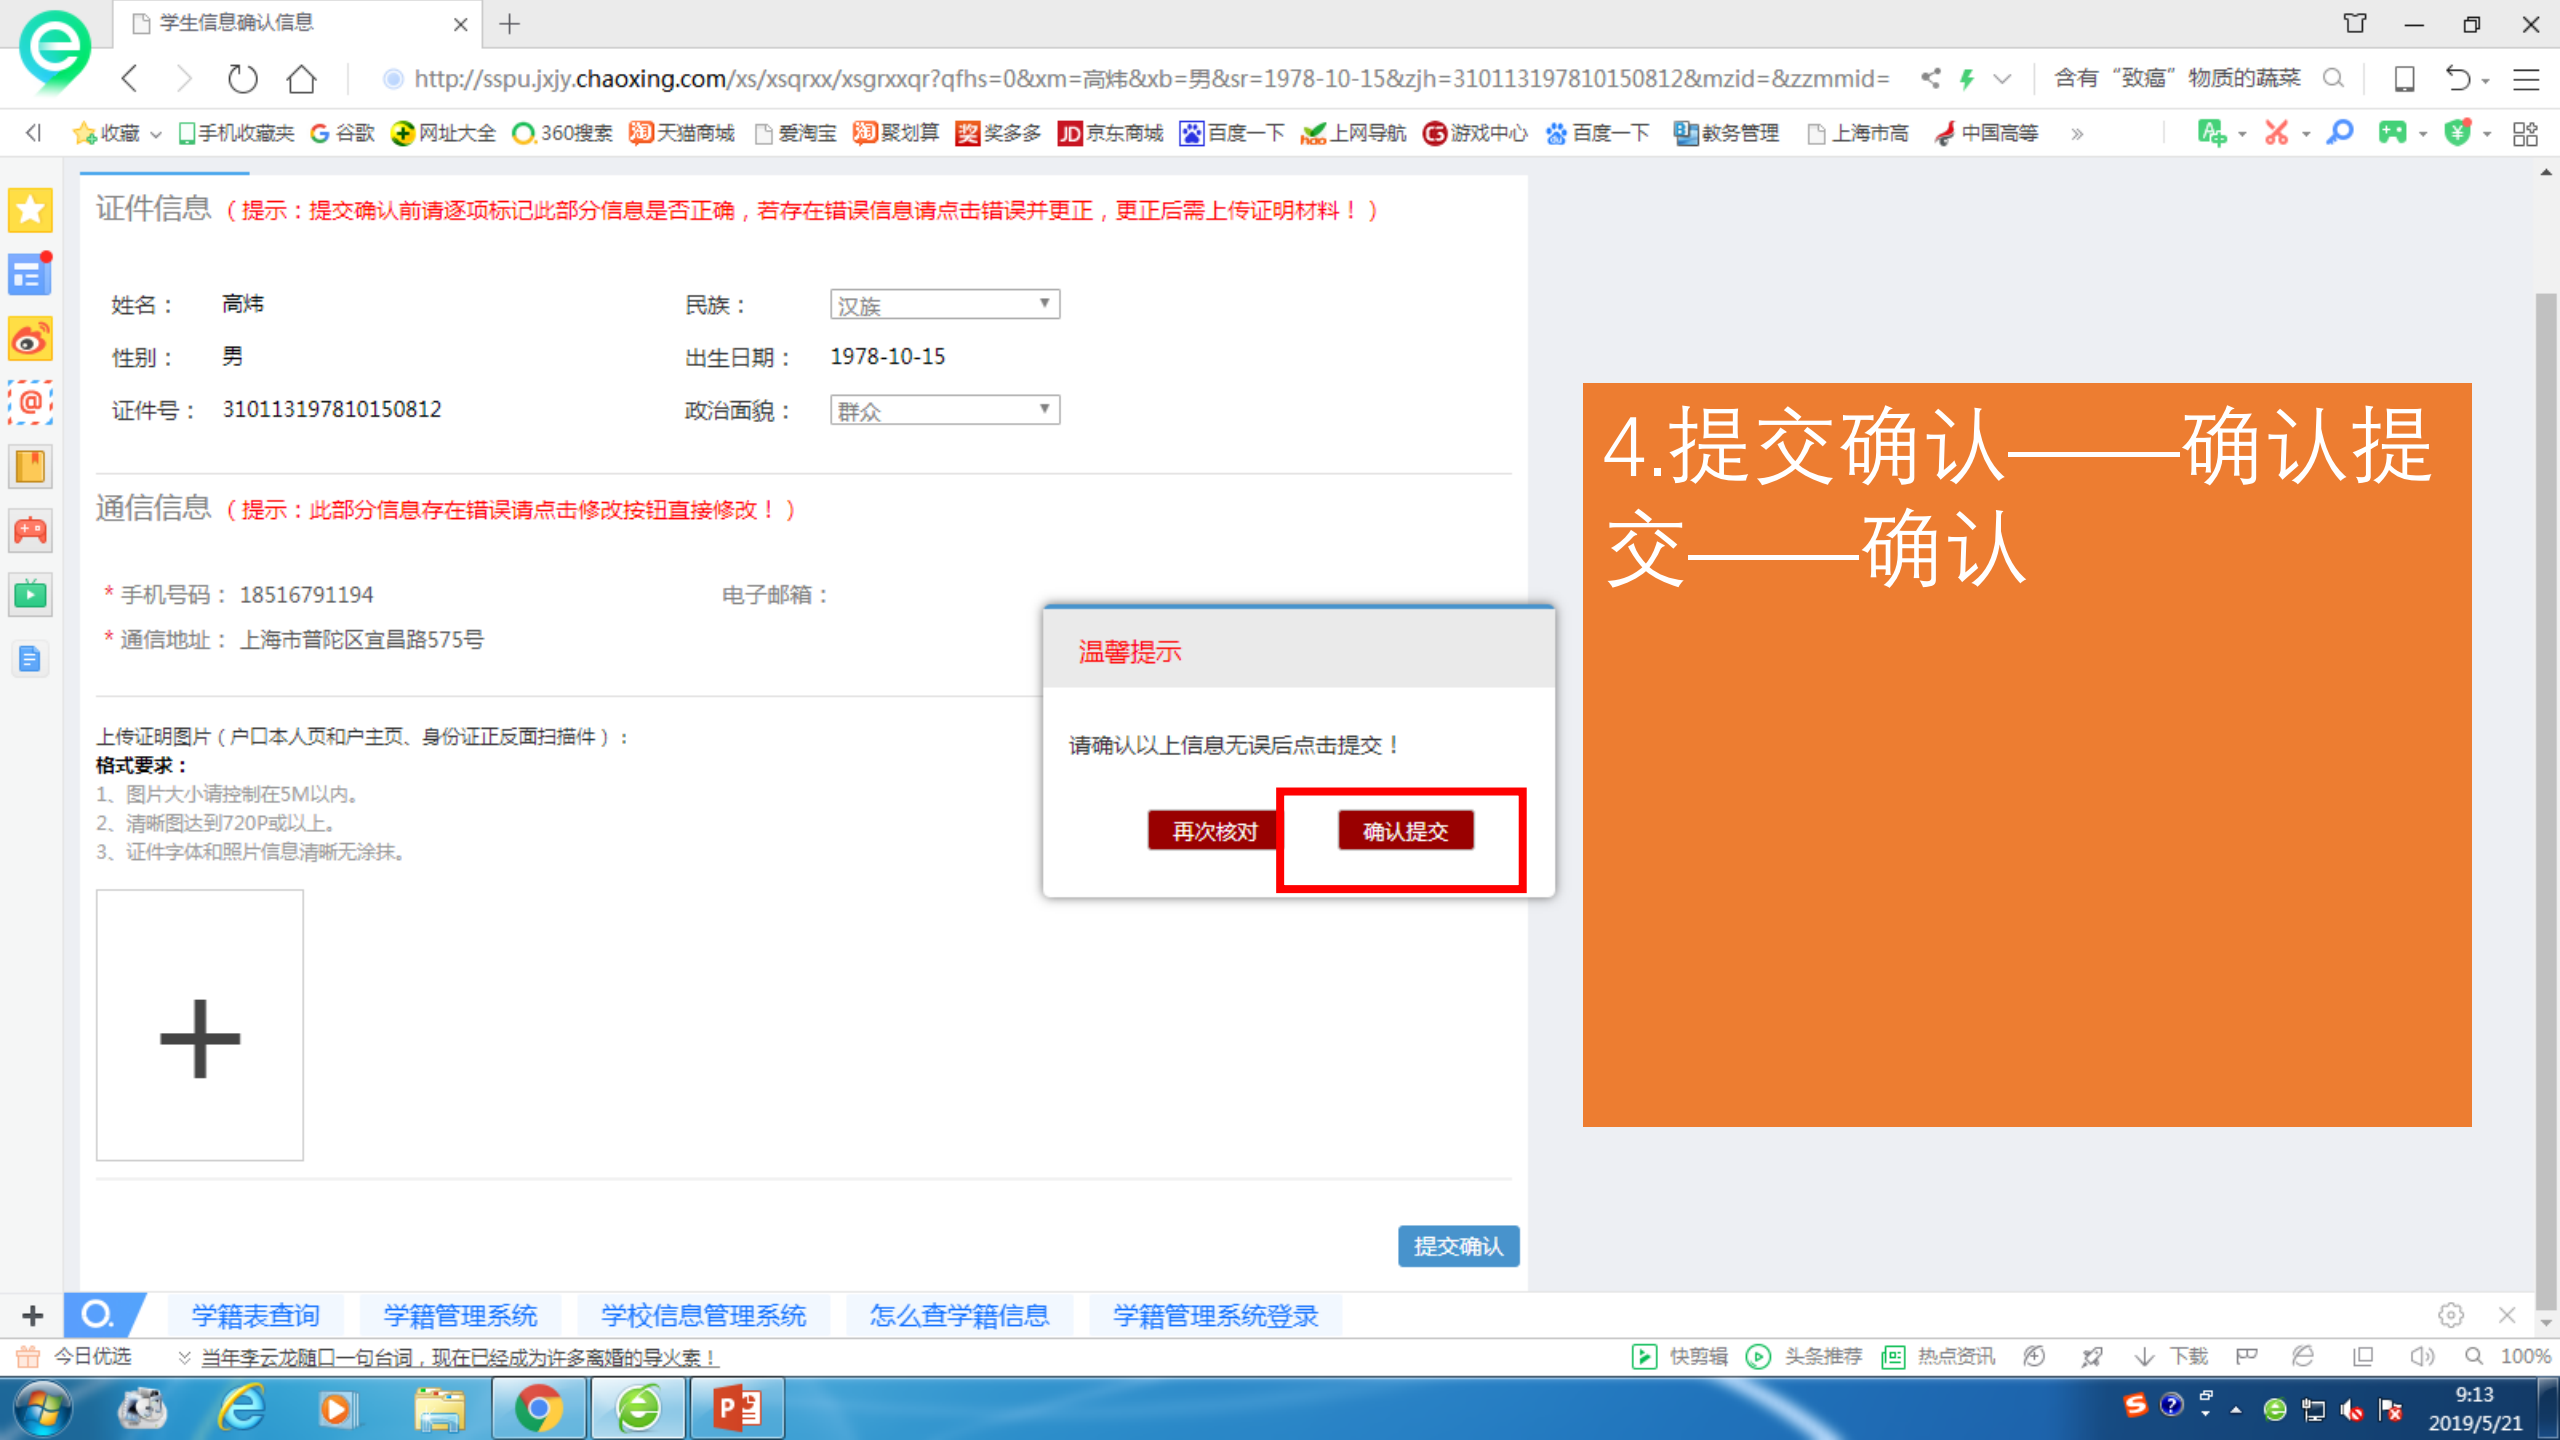 学生信息确认信息
http://sspu.jxjy.chaoxing.com/xs/xsqrxx/xsgrxxqr?qfhs=0&xm=高炜&xb=男&sr=1978-10-15&zjh=310113197810150812&mzid=&zzmmid=
含有“致癌”物质的蔬菜
收藏 手机收藏夹 谷歌 网址大全 360搜索 天猫商城 爱淘宝 聚划算 奖多多 京东商城 百度一下 上网导航 游戏中心 百度一下 教务管理 上海市高 中国高等
证件信息（提示：提交确认前请逐项标记此部分信息是否正确，若存在错误信息请点击错误并更正，更正后需上传证明材料！）
姓名： 高炜 民族： 汉族
性别： 男 出生日期： 1978-10-15
证件号： 310113197810150812 政治面貌： 群众
通信信息（提示：此部分信息存在错误请点击修改按钮直接修改！）
* 手机号码： 18516791194 电子邮箱：
* 通信地址： 上海市普陀区宜昌路575号
温馨提示
请确认以上信息无误后点击提交！
再次核对 确认提交
上传证明图片（户口本人页和户主页、身份证正反面扫描件）：
格式要求：
1、图片大小请控制在5M以内。
2、清晰图达到720P或以上。
3、证件字体和照片信息清晰无涂抹。
提交确认
4.提交确认——确认提
交——确认
学籍表查询 学籍管理系统 学校信息管理系统 怎么查学籍信息 学籍管理系统登录
今日优选 当年李云龙随口一句台词，现在已经成为许多离婚的导火索！
快剪辑 头条推荐 热点资讯 下载 100%
9:13
2019/5/21